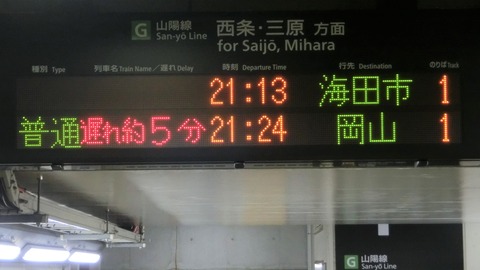 G 山陽線 San-yō Line 西条・三原 方面
for Saijō, Mihara
種別 Type 列車名 Train Name／遅れ Delay 時刻 Departure Time 行先 Destination のりば Track
21:13 海田市 1
普通 遅れ約5分 21:24 岡山 1
G 山陽線
San-yō Line